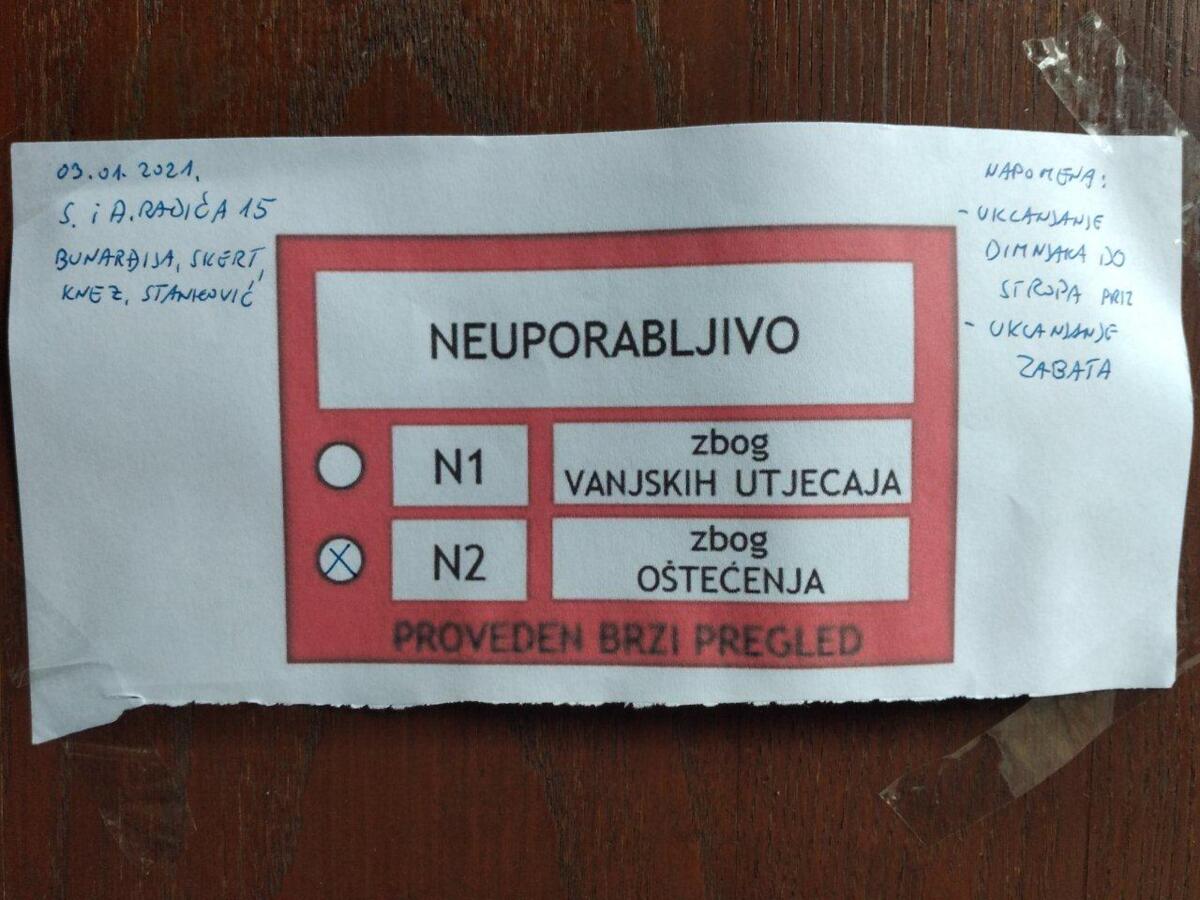 03.01.2021.
S. i A. RADIĆA 15
BUNARĐIJA, SKERT,
KNEZ, STANKOVIĆ
NEUPORABLJIVO
N1
zbog
VANJSKIH UTJECAJA
X
N2
zbog
OŠTEĆENJA
PROVEDEN BRZI PREGLED
NAPOMENA:
- UKLANJANJE
DIMNJAKA DO
STROPA PRIZ
- UKLANJANJE
ZABATA